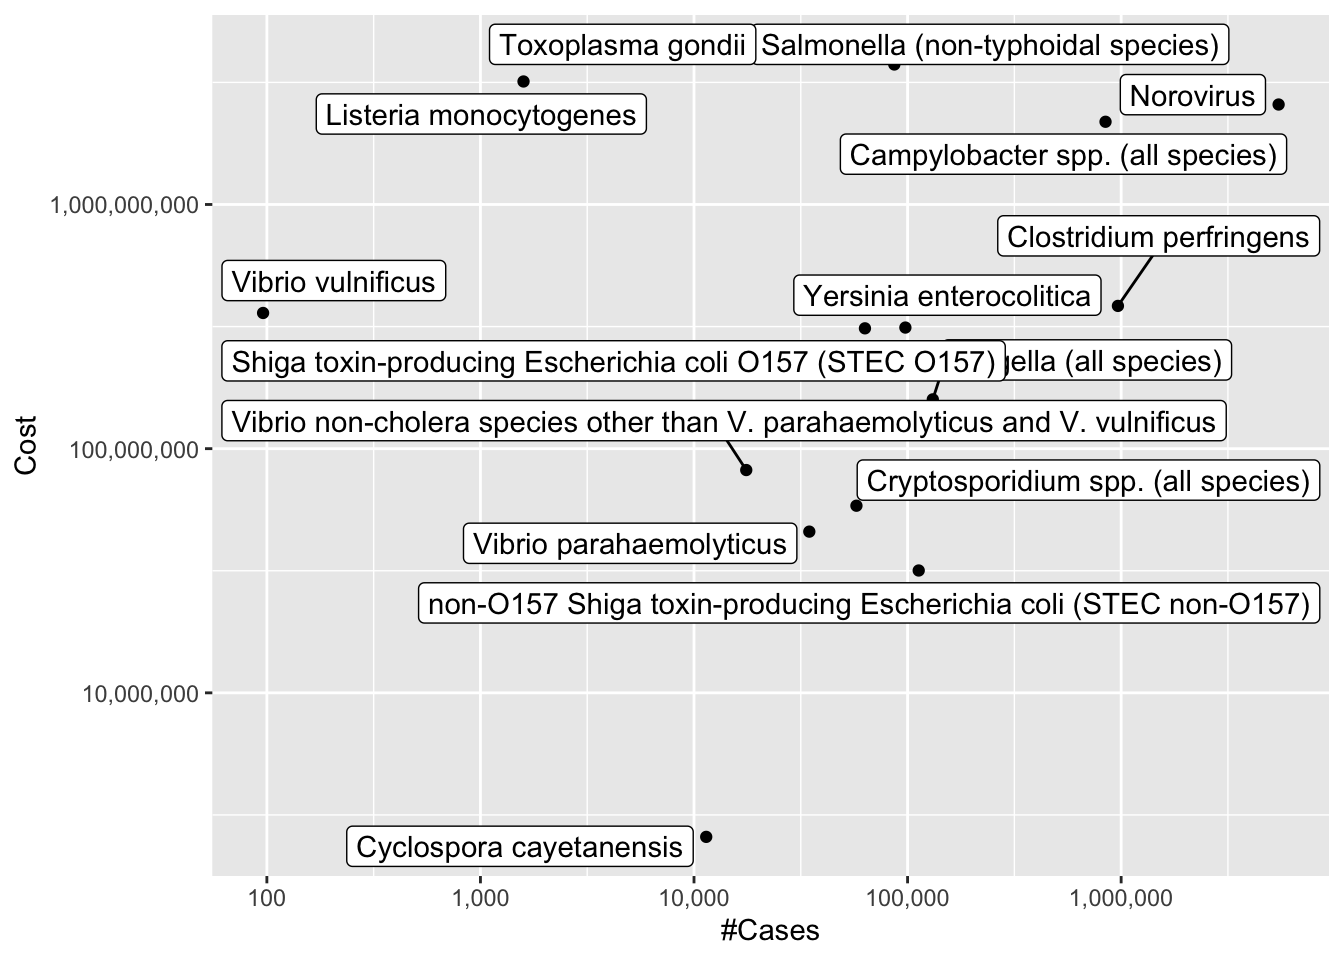 Toxoplasma gondii
Salmonella (non-typhoidal species)
Norovirus
Listeria monocytogenes
Campylobacter spp. (all species)
1,000,000,000
Clostridium perfringens
Vibrio vulnificus
Yersinia enterocolitica
Shiga toxin-producing Escherichia coli O157 (STEC O157)
(all species)
Vibrio non-cholera species other than V. parahaemolyticus and V. vulnificus
Cost
100,000,000
Cryptosporidium spp. (all species)
Vibrio parahaemolyticus
non-O157 Shiga toxin-producing Escherichia coli (STEC non-O157)
10,000,000
Cyclospora cayetanensis
100
1,000
10,000
100,000
1,000,000
#Cases